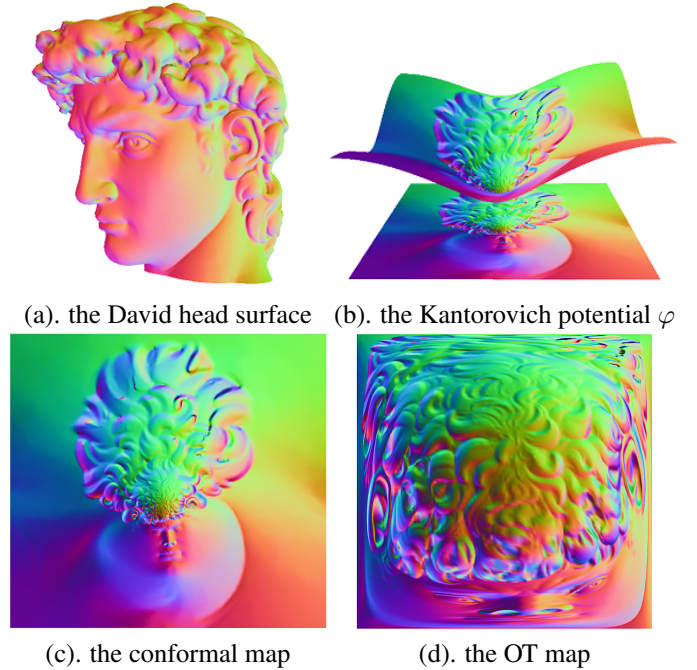 (a). the David head surface
(b). the Kantorovich potential φ
(c). the conformal map
(d). the OT map